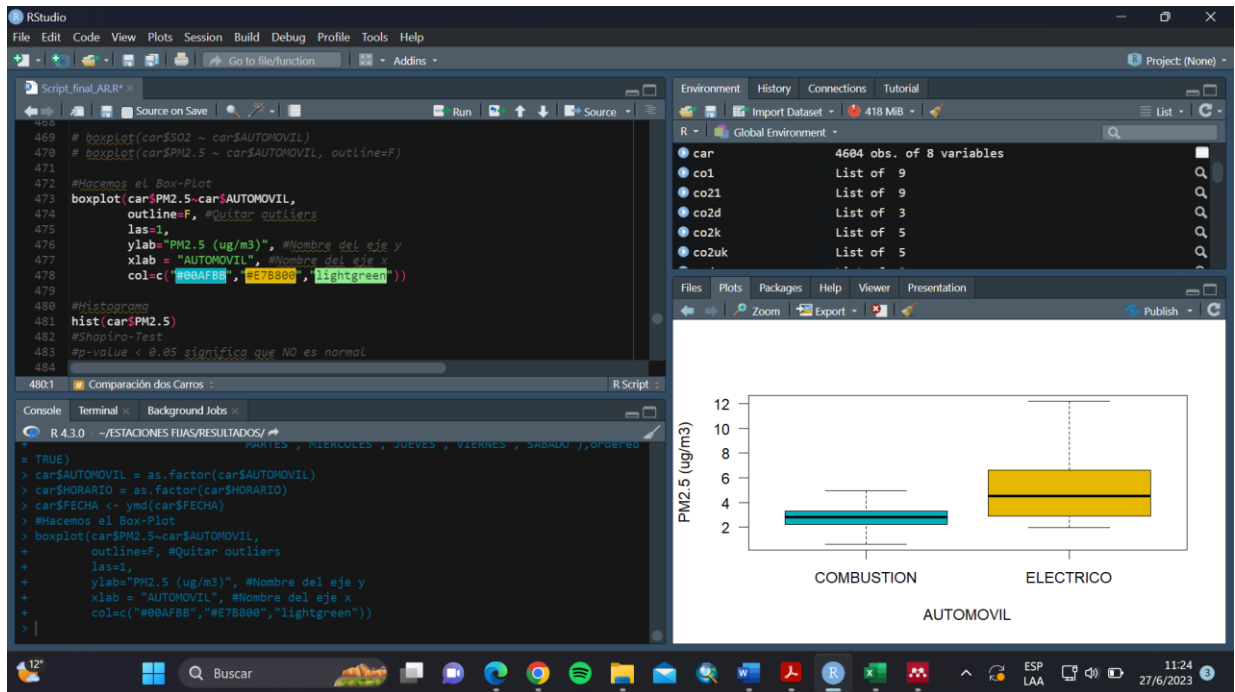 RStudio
File Edit Code View Plots Session Build Debug Profile Tools Help
Go to file/function Addins Project: (None)
Script_final_AR.R*
Source on Save Run Source
468
469 # boxplot(car$SO2 ~ car$AUTOMOVIL)
470 # boxplot(car$PM2.5 ~ car$AUTOMOVIL, outline=F)
471
472 #Hacemos el Box-Plot
473 boxplot(car$PM2.5~car$AUTOMOVIL,
474 outline=F, #Quitar outliers
475 las=1,
476 ylab="PM2.5 (ug/m3)", #Nombre del eje y
477 xlab = "AUTOMOVIL", #Nombre del eje x
478 col=c("#00AFBB","#E7B800","lightgreen"))
479
480 #Histograma
481 hist(car$PM2.5)
482 #Shapiro-Test
483 #p-value < 0.05 significa que NO es normal
484
480:1 Comparación dos Carros : R Script
Console Terminal Background Jobs
R 4.3.0 · ~/ESTACIONES FIJAS/RESULTADOS/
+ "MARTES","MIERCOLES","JUEVES","VIERNES","SABADO"),ordered
= TRUE)
> car$AUTOMOVIL = as.factor(car$AUTOMOVIL)
> car$HORARIO = as.factor(car$HORARIO)
> car$FECHA <- ymd(car$FECHA)
> #Hacemos el Box-Plot
> boxplot(car$PM2.5~car$AUTOMOVIL,
+ outline=F, #Quitar outliers
+ las=1,
+ ylab="PM2.5 (ug/m3)", #Nombre del eje y
+ xlab = "AUTOMOVIL", #Nombre del eje x
+ col=c("#00AFBB","#E7B800","lightgreen"))
>
Environment History Connections Tutorial
Import Dataset 418 MiB List
R Global Environment
car 4604 obs. of 8 variables
co1 List of 9
co21 List of 9
co2d List of 3
co2k List of 5
co2uk List of 5
Files Plots Packages Help Viewer Presentation
Zoom Export Publish
PM2.5 (ug/m3)
12
10
8
6
4
2
COMBUSTION ELECTRICO
AUTOMOVIL
12° Buscar ESP 11:24
LAA 27/6/2023 3